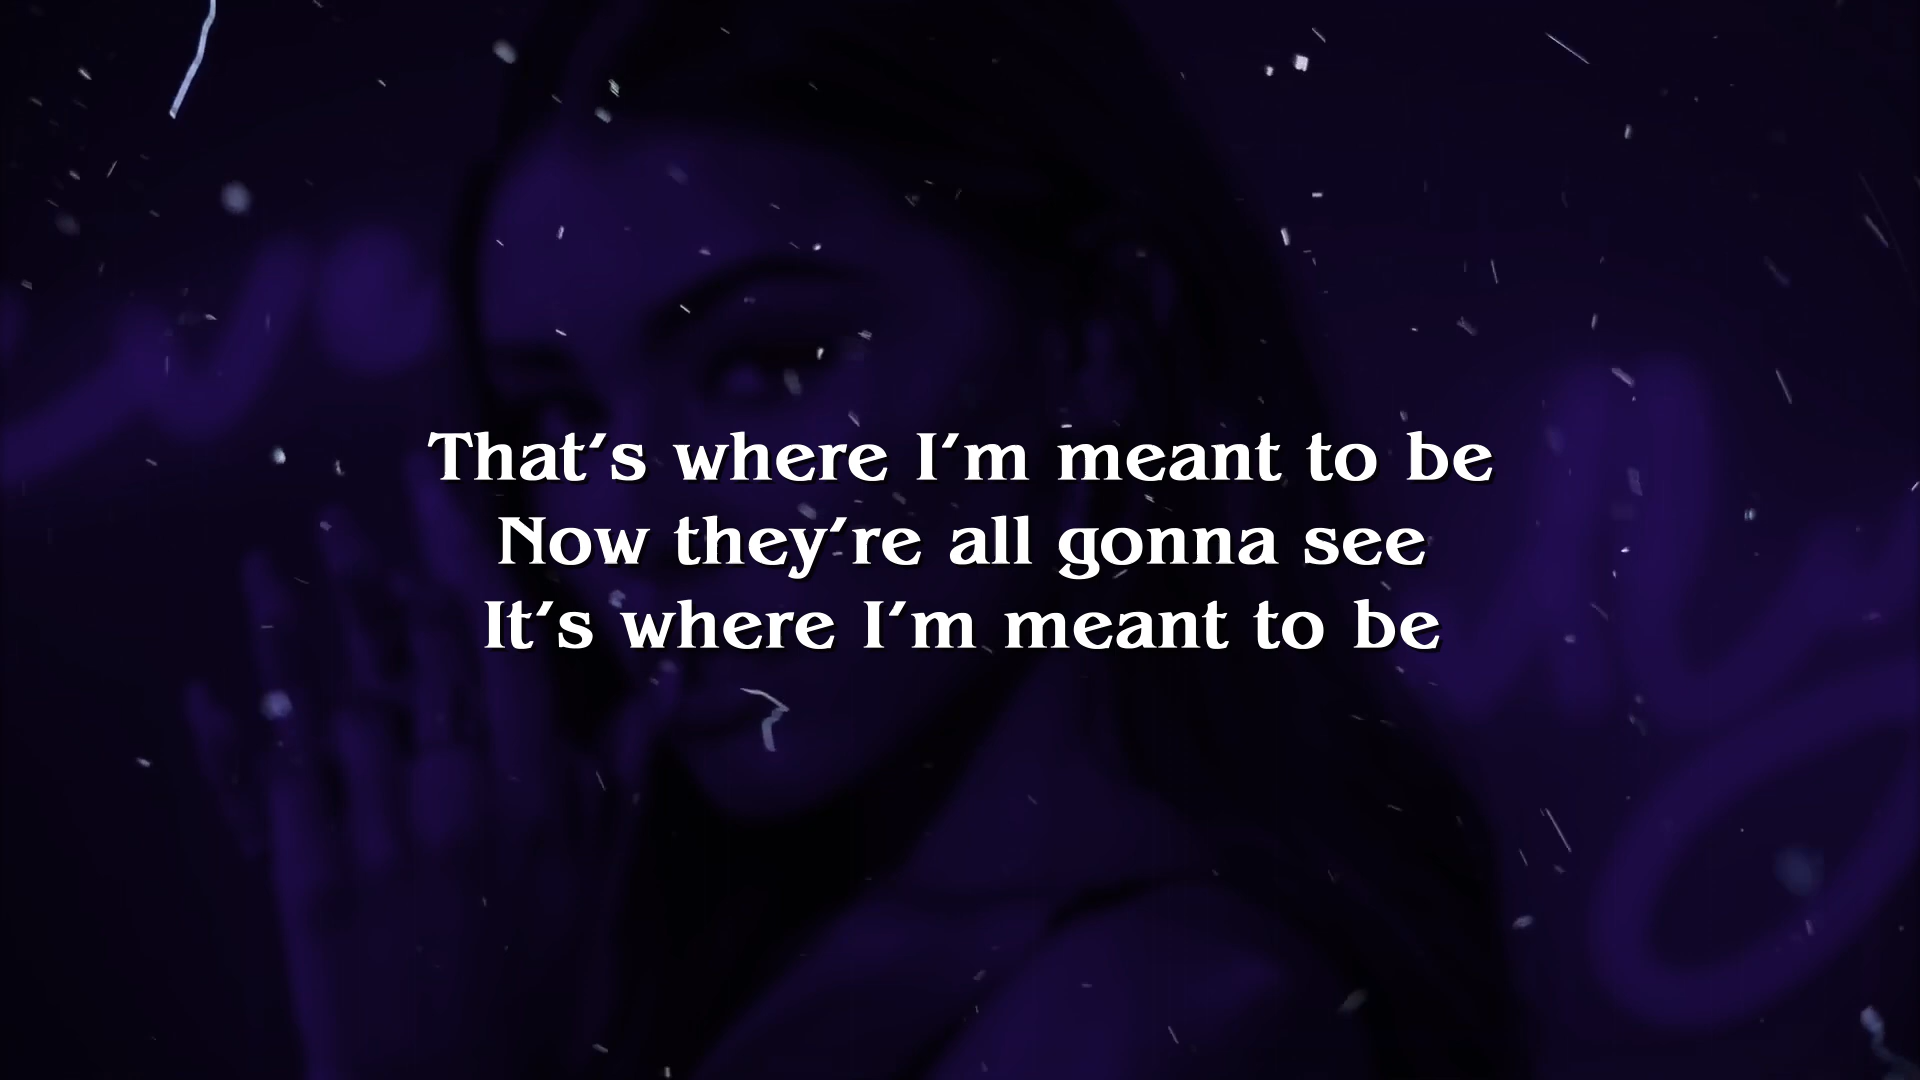 That's where I'm meant to be
Now they're all gonna see
It's where I'm meant to be